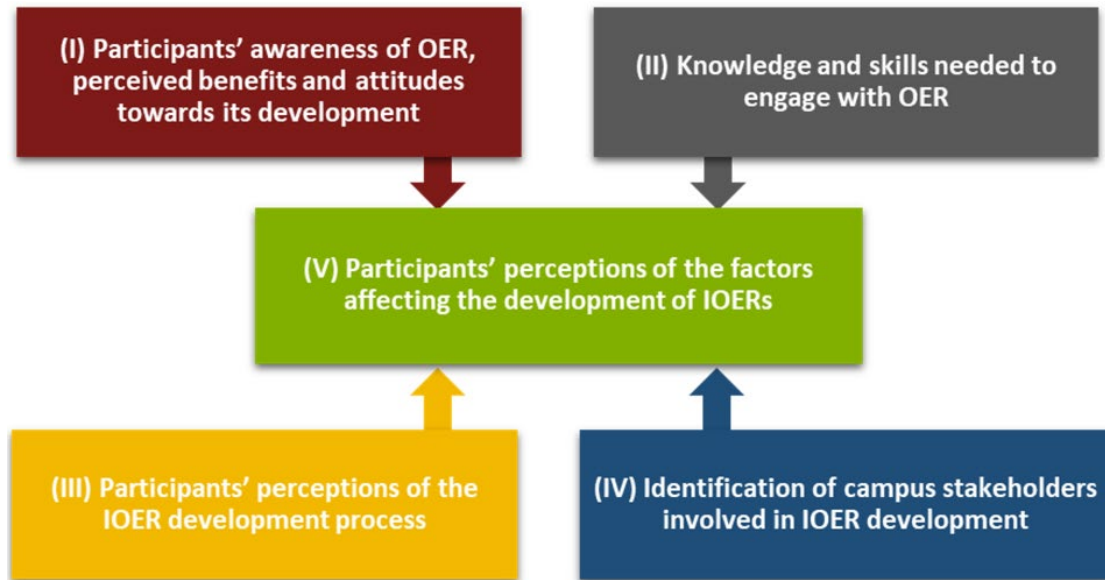 (I) Participants’ awareness of OER,
perceived benefits and attitudes
towards its development
(II) Knowledge and skills needed to
engage with OER
(V) Participants’ perceptions of the factors
affecting the development of IOERs
(III) Participants’ perceptions of the
IOER development process
(IV) Identification of campus stakeholders
involved in IOER development